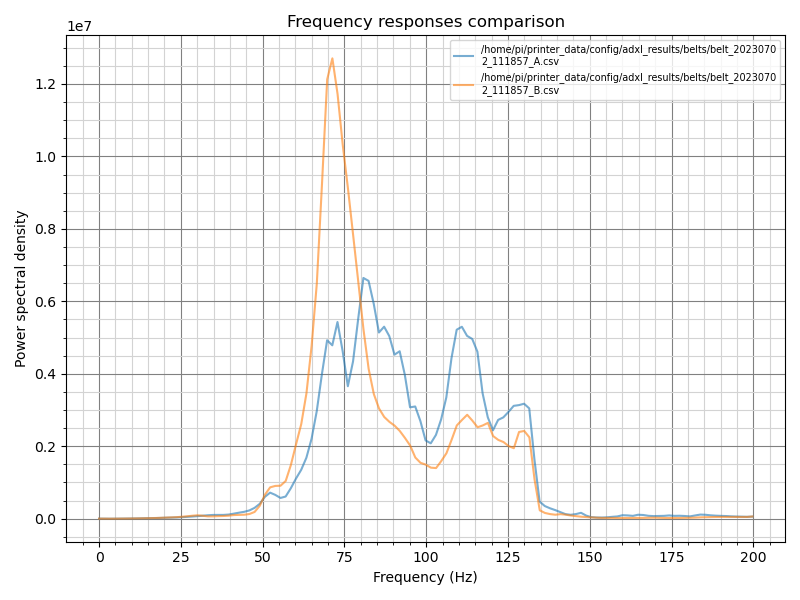 Frequency responses comparison
1e7
/home/pi/printer_data/config/adxl_results/belts/belt_2023070
2_111857_A.csv
/home/pi/printer_data/config/adxl_results/belts/belt_2023070
2_111857_B.csv
1.2
1.0
0.8
0.6
0.4
0.2
0.0
Power spectral density
0 25 50 75 100 125 150 175 200
Frequency (Hz)